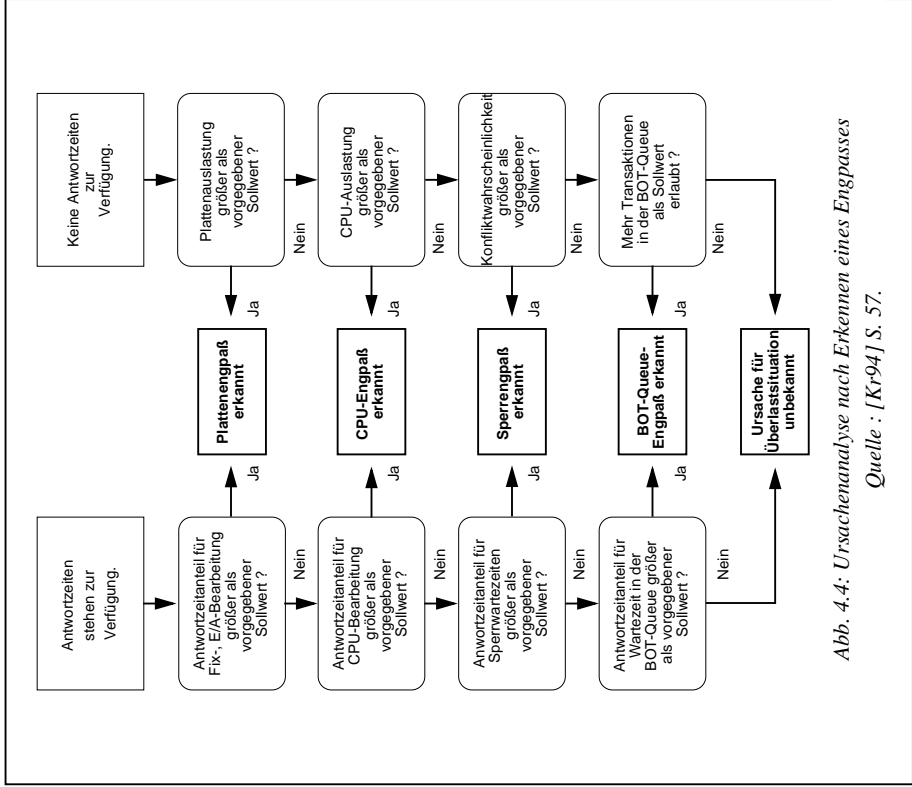 Antwortzeiten
stehen zur
Verfügung.
Keine Antwortzeiten
zur
Verfügung.
Antwortzeitanteil für
Fix-, E/A-Bearbeitung
größer als
vorgegebener
Sollwert ?
Ja
Plattenengpaß
erkannt
Ja
Plattenauslastung
größer als
vorgegebener
Sollwert ?
Nein
Nein
Antwortzeitanteil für
CPU-Bearbeitung
größer als
vorgegebener
Sollwert ?
Ja
CPU-Engpaß
erkannt
Ja
CPU-Auslastung
größer als
vorgegebener
Sollwert ?
Nein
Nein
Anwortzeitanteil für
Sperrwartezeiten
größer als
vorgegebener
Sollwert ?
Ja
Sperrengpaß
erkannt
Ja
Konfliktwahrscheinlichkeit
größer als
vorgegebener
Sollwert ?
Nein
Nein
Antwortzeitanteil für
Wartezeit in der
BOT-Queue größer
als vorgegebener
Sollwert ?
Ja
BOT-Queue-
Engpaß erkannt
Ja
Mehr Transaktionen
in der BOT-Queue
als Sollwert
erlaubt ?
Nein
Nein
Ursache für
Überlastsituation
unbekannt
Abb. 4.4: Ursachenanalyse nach Erkennen eines Engpasses
Quelle : [Kr94] S. 57.